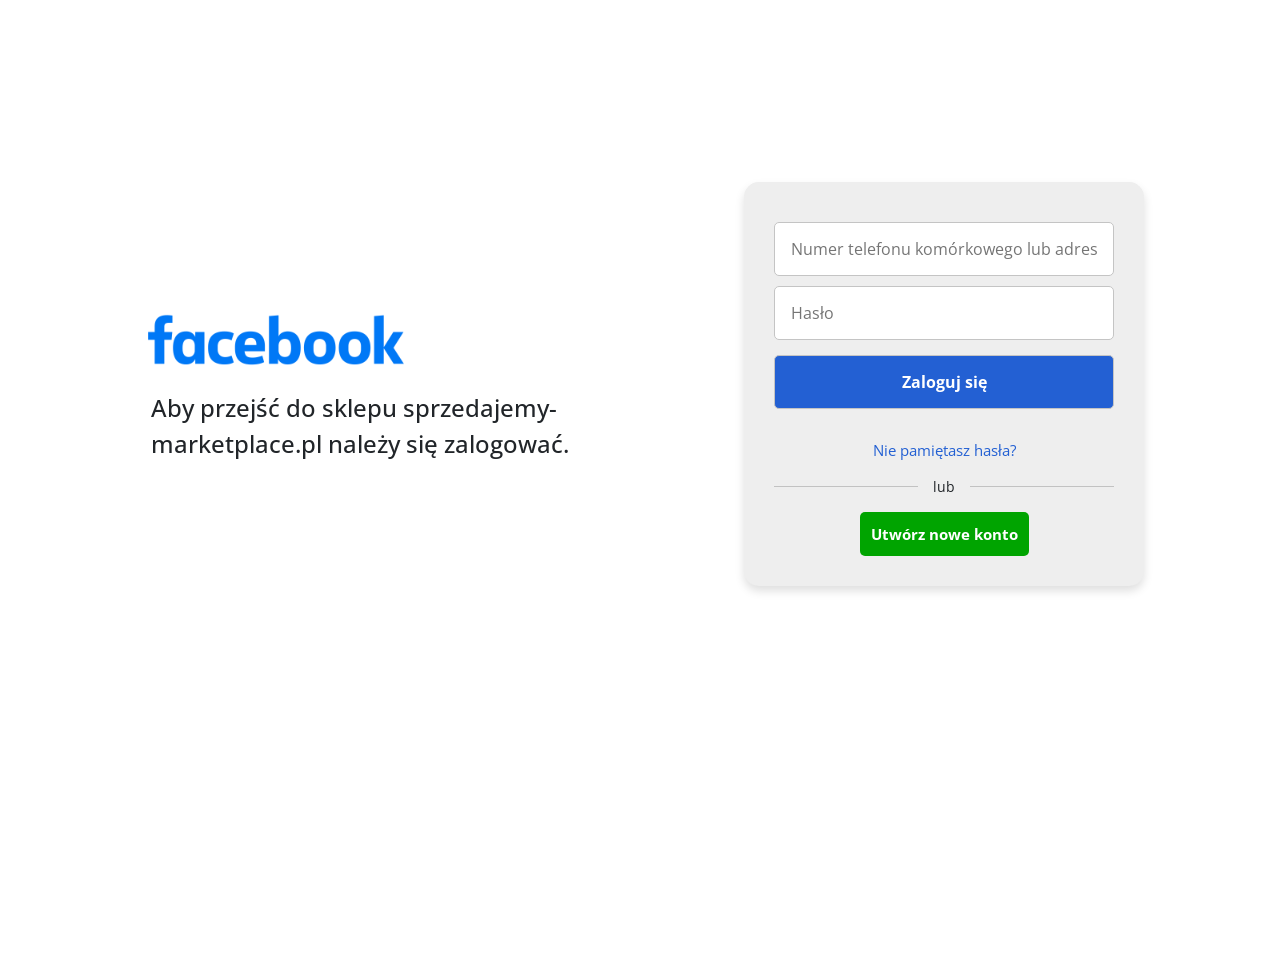 facebook
Aby przejść do sklepu sprzedajemy-
marketplace.pl należy się zalogować.
Numer telefonu komórkowego lub adres
Hasło
Zaloguj się
Nie pamiętasz hasła?
lub
Utwórz nowe konto